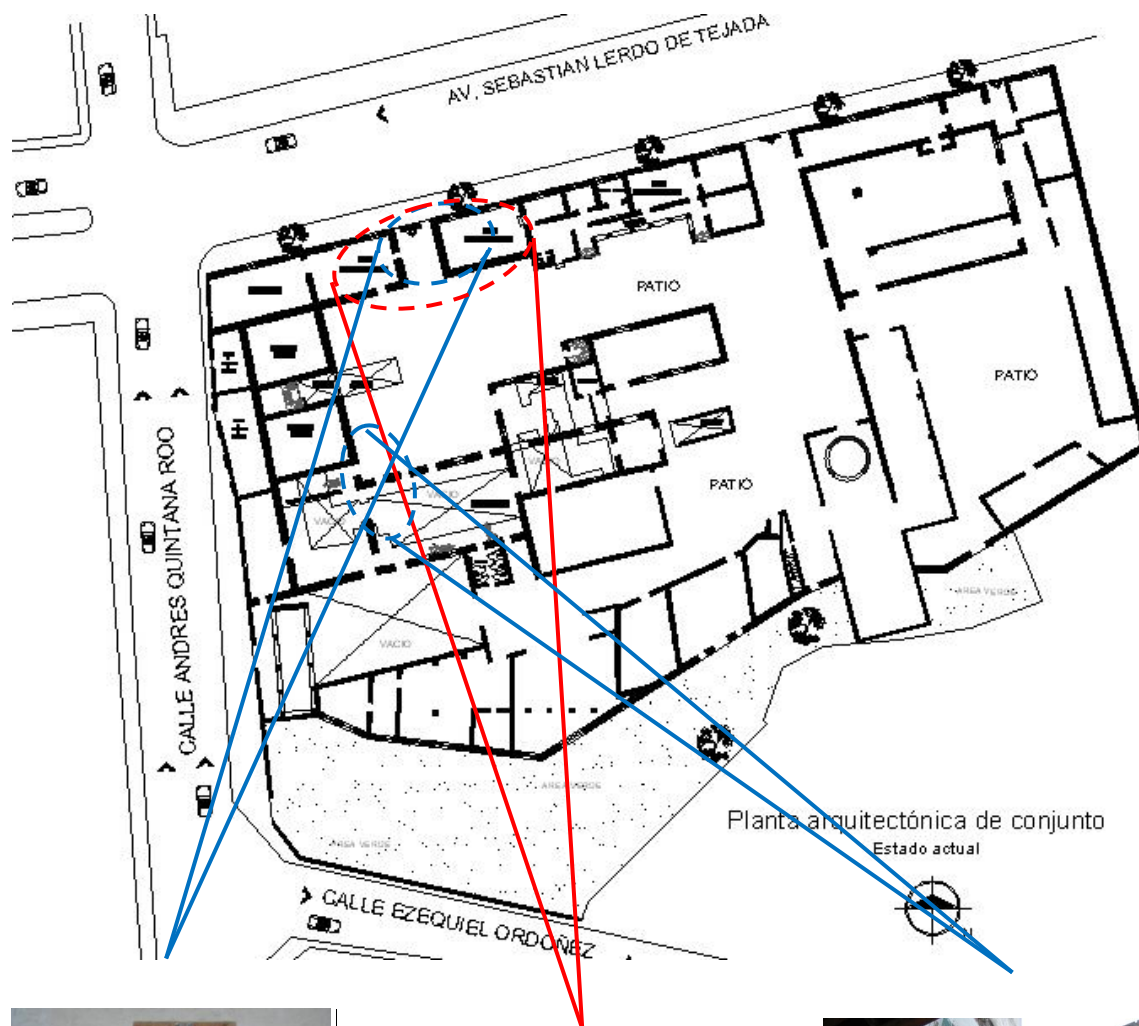 AV. SEBASTIAN LERDO DE TEJADA
PATIO
PATIO
PATIO
VACIO
VACIO
VACIO
VACIO
CALLE ANDRES QUINTANA ROO
AREA VERDE
AREA VERDE
AREA VERDE
Planta arquitectónica de conjunto
Estado actual
N
CALLE EZEQUIEL ORDOÑEZ